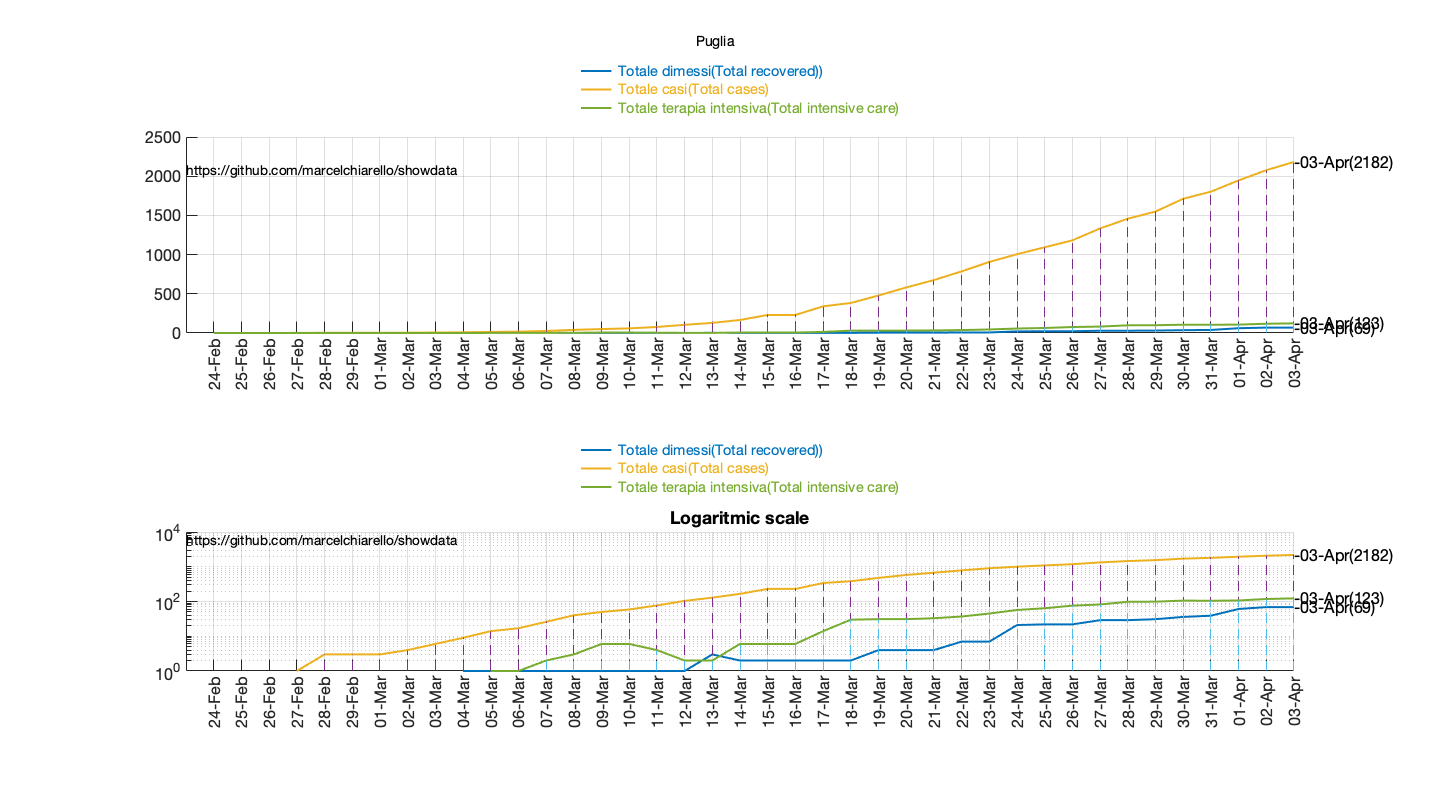 Puglia
Totale dimessi(Total recovered))
Totale casi(Total cases)
Totale terapia intensiva(Total intensive care)
2500
2000
1500
1000
500
0
https://github.com/marcelchiarello/showdata
-03-Apr(2182)
-03-Apr(123)
-03-Apr(69)
24-Feb
25-Feb
26-Feb
27-Feb
28-Feb
29-Feb
01-Mar
02-Mar
03-Mar
04-Mar
05-Mar
06-Mar
07-Mar
08-Mar
09-Mar
10-Mar
11-Mar
12-Mar
13-Mar
14-Mar
15-Mar
16-Mar
17-Mar
18-Mar
19-Mar
20-Mar
21-Mar
22-Mar
23-Mar
24-Mar
25-Mar
26-Mar
27-Mar
28-Mar
29-Mar
30-Mar
31-Mar
01-Apr
02-Apr
03-Apr
Totale dimessi(Total recovered))
Totale casi(Total cases)
Totale terapia intensiva(Total intensive care)
Logaritmic scale
10^4
10^2
10^0
https://github.com/marcelchiarello/showdata
-03-Apr(2182)
-03-Apr(123)
-03-Apr(69)
24-Feb
25-Feb
26-Feb
27-Feb
28-Feb
29-Feb
01-Mar
02-Mar
03-Mar
04-Mar
05-Mar
06-Mar
07-Mar
08-Mar
09-Mar
10-Mar
11-Mar
12-Mar
13-Mar
14-Mar
15-Mar
16-Mar
17-Mar
18-Mar
19-Mar
20-Mar
21-Mar
22-Mar
23-Mar
24-Mar
25-Mar
26-Mar
27-Mar
28-Mar
29-Mar
30-Mar
31-Mar
01-Apr
02-Apr
03-Apr